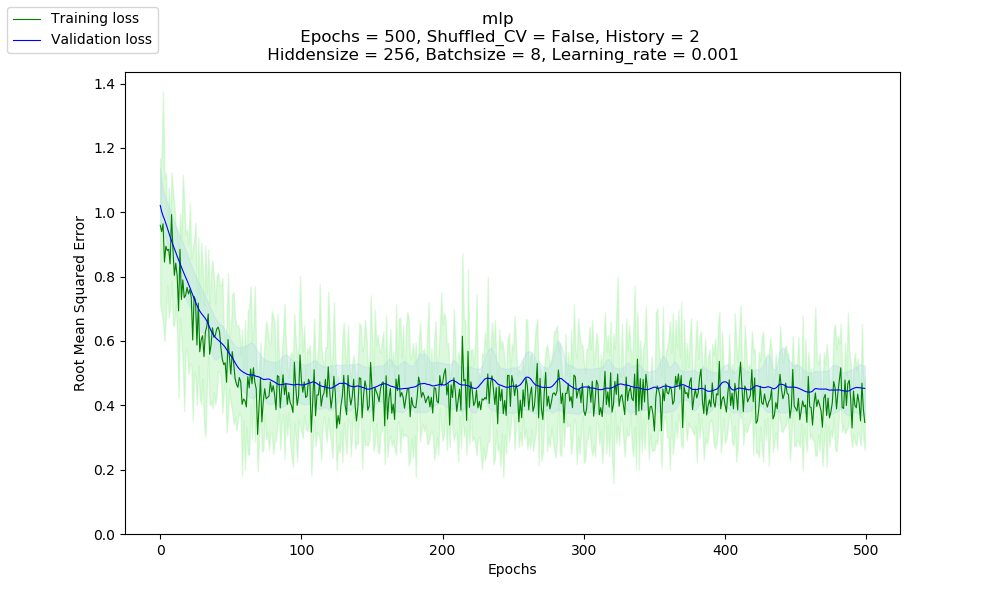 Training loss
Validation loss
mlp
Epochs = 500, Shuffled_CV = False, History = 2
Hiddensize = 256, Batchsize = 8, Learning_rate = 0.001
Root Mean Squared Error
1.4
1.2
1.0
0.8
0.6
0.4
0.2
0.0
0 100 200 300 400 500
Epochs